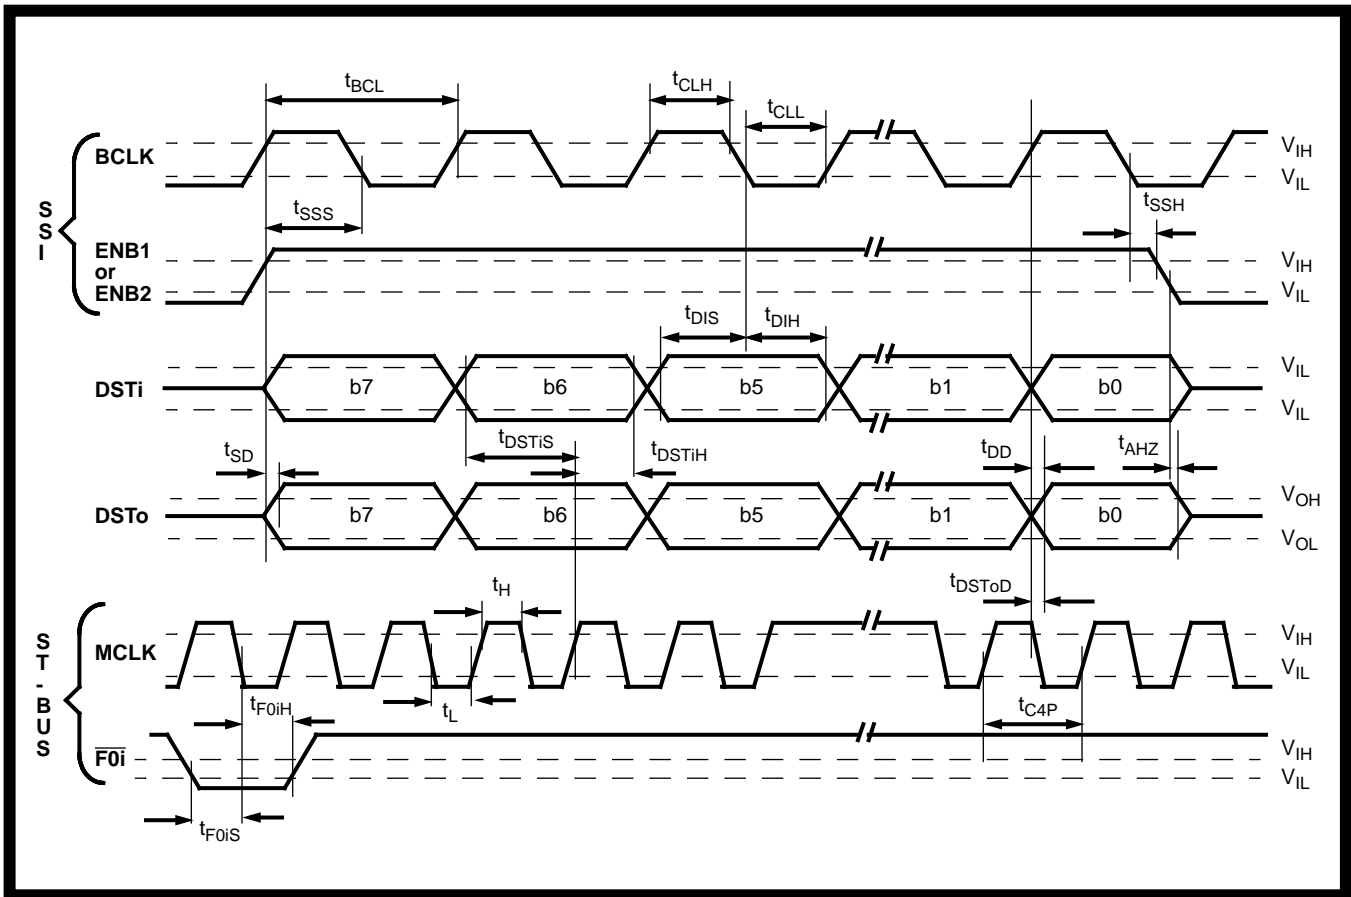 tBCL
tCLH
tCLL
BCLK
VIH
VIL
tSSS
tSSH
SSI
ENB1
or
ENB2
VIH
VIL
tDIS
tDIH
DSTi
b7
b6
b5
b1
b0
VIL
VIL
tSD
tDSTiS
tDSTiH
tDD
tAHZ
DSTo
b7
b6
b5
b1
b0
VOH
VOL
tH
tDSToD
ST-BUS
MCLK
VIH
VIL
tF0iH
tL
tC4P
F0i
VIH
VIL
tF0iS